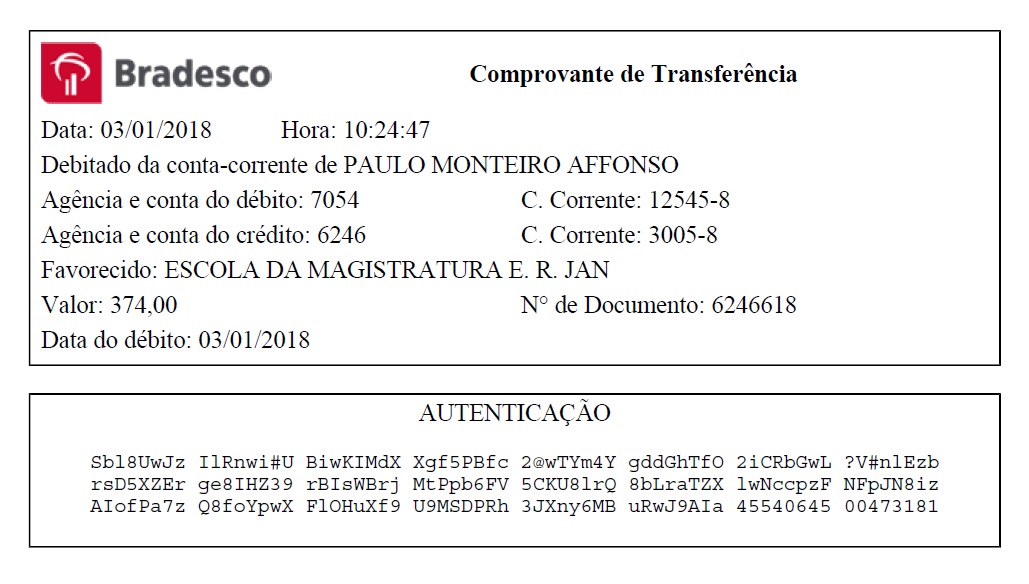 Bradesco Comprovante de Transferência
Data: 03/01/2018 Hora: 10:24:47
Debitado da conta-corrente de PAULO MONTEIRO AFFONSO
Agência e conta do débito: 7054 C. Corrente: 12545-8
Agência e conta do crédito: 6246 C. Corrente: 3005-8
Favorecido: ESCOLA DA MAGISTRATURA E. R. JAN
Valor: 374,00 N° de Documento: 6246618
Data do débito: 03/01/2018
AUTENTICAÇÃO
Sbl8UwJz IlRnwi#U BiwKIMdX Xgf5PBfc 2@wTYm4Y gddGhTfO 2iCRbGwL ?V#nlEzb
rsD5XZEr ge8IHZ39 rBIsWBrj MtPpb6FV 5CKU8lrQ 8bLraTZX lwNccpzF NFpJN8iz
AIofPa7z Q8foYpwX FlOHuXf9 U9MSDPRh 3JXny6MB uRwJ9AIa 45540645 00473181